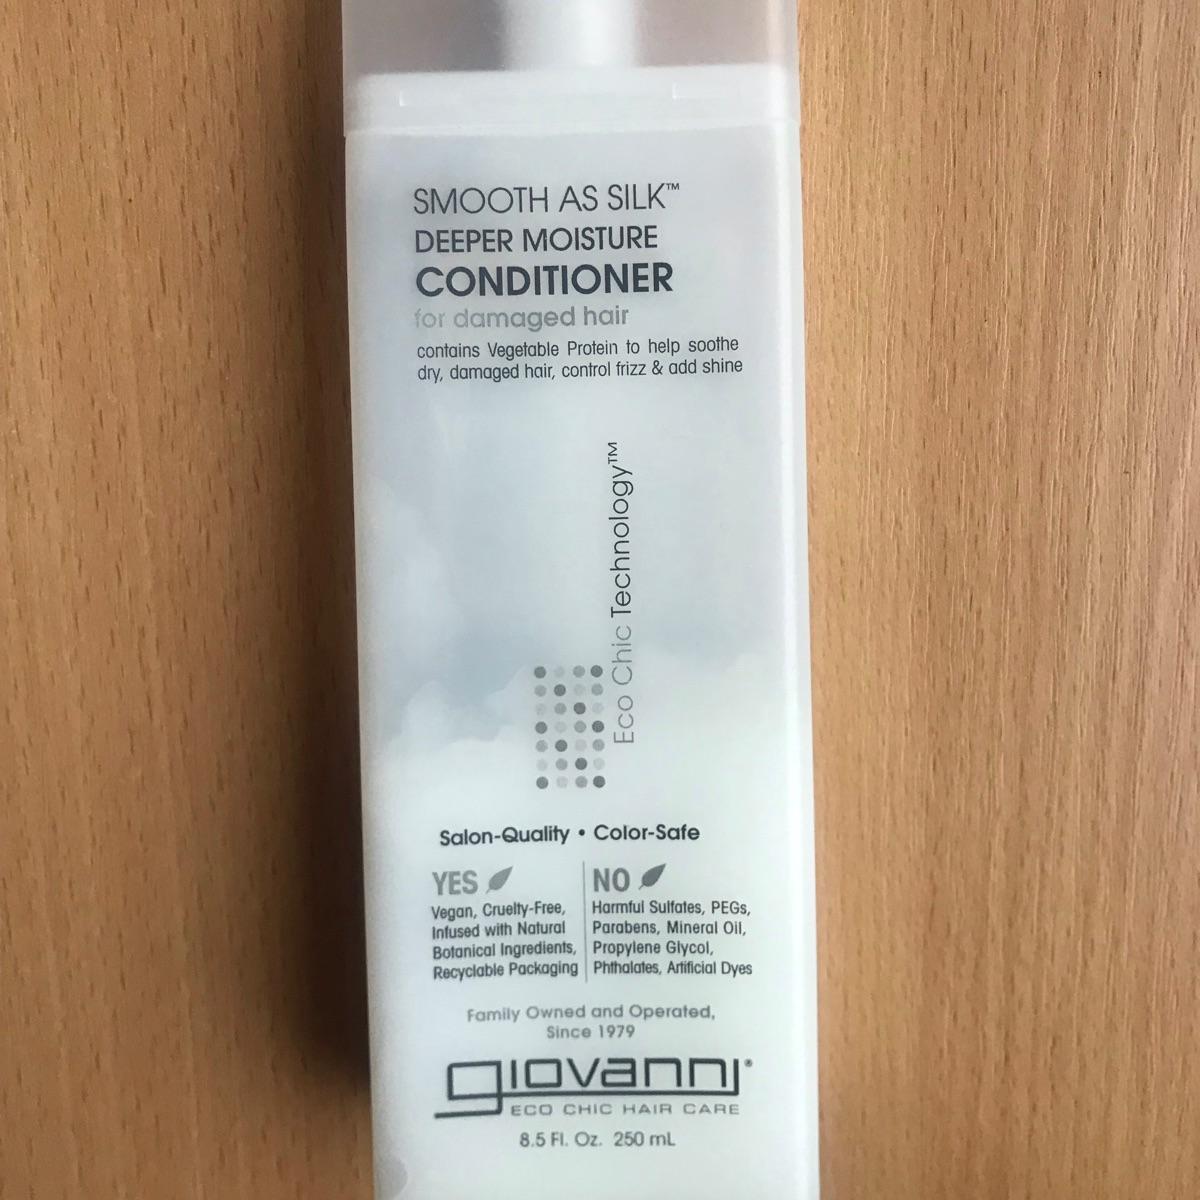 SMOOTH AS SILK™
DEEPER MOISTURE
CONDITIONER
for damaged hair
contains Vegetable Protein to help soothe
dry, damaged hair, control frizz & add shine
Eco Chic Technology™
Salon-Quality • Color-Safe
YES
Vegan, Cruelty-Free,
Infused with Natural
Botanical Ingredients,
Recyclable Packaging
NO
Harmful Sulfates, PEGs,
Parabens, Mineral Oil,
Propylene Glycol,
Phthalates, Artificial Dyes
Family Owned and Operated,
Since 1979
giovanni®
ECO CHIC HAIR CARE
8.5 Fl. Oz. 250 mL